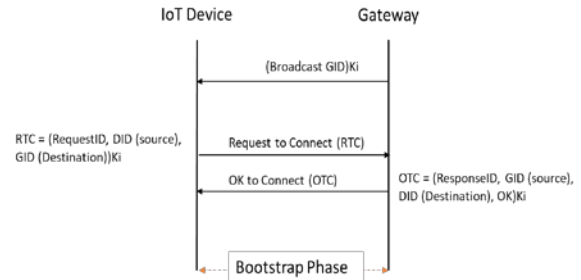 IoT Device
Gateway
(Broadcast GID)Ki
RTC = (RequestID, DID (source),
GID (Destination))Ki
Request to Connect (RTC)
OK to Connect (OTC)
OTC = (ResponseID, GID (source),
DID (Destination), OK)Ki
Bootstrap Phase